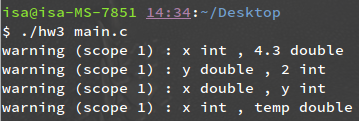 isa@isa-MS-7851 14:34:~/Desktop
$ ./hw3 main.c
warning (scope 1) : x int , 4.3 double
warning (scope 1) : y double , 2 int
warning (scope 1) : x double , y int
warning (scope 1) : x int , temp double